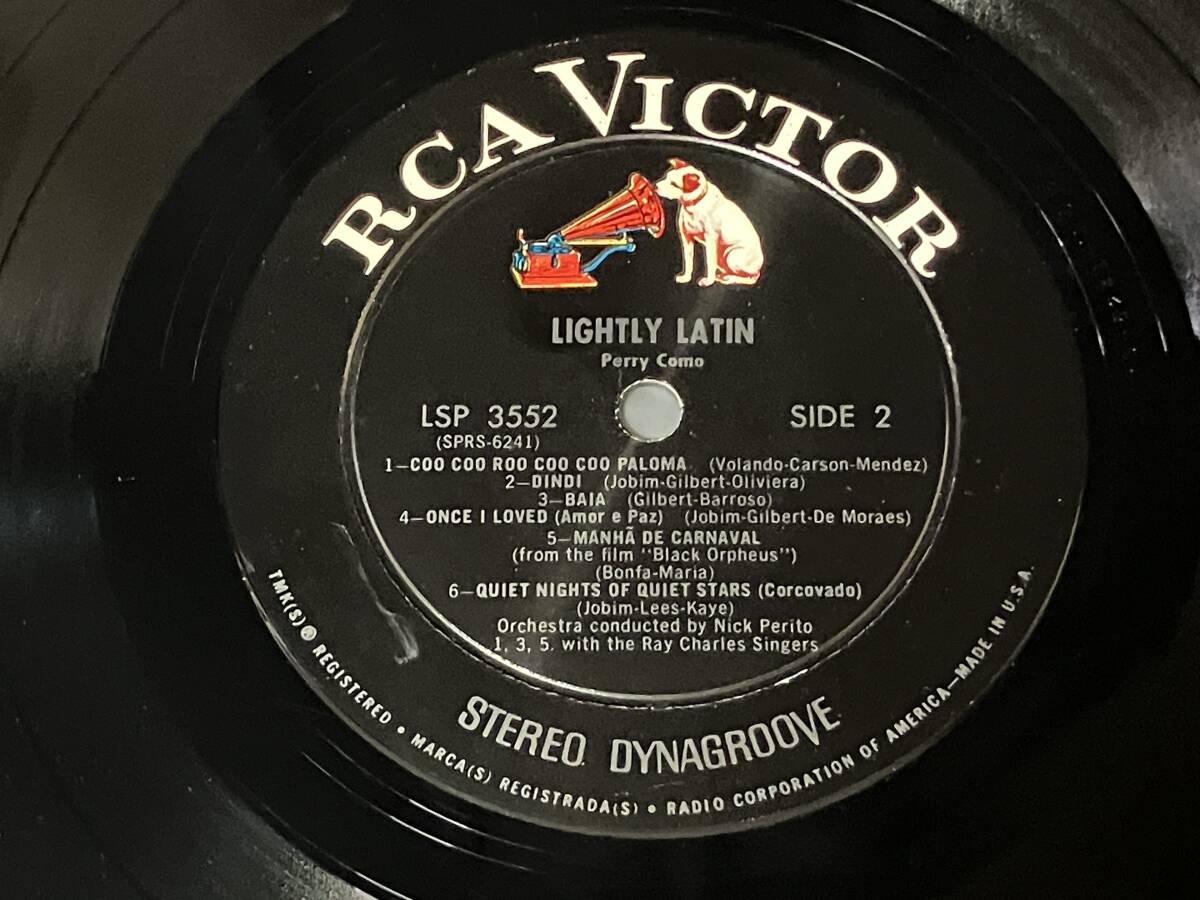 RCA VICTOR
LIGHTLY LATIN
Perry Como
LSP 3552 SIDE 2
(SPRS-6241)
1—COO COO ROO COO COO PALOMA (Volando-Carson-Mendez)
2—DINDI (Jobim-Gilbert-Oliviera)
3—BAIA (Gilbert-Barroso)
4—ONCE I LOVED (Amor e Paz) (Jobim-Gilbert-De Moraes)
5—MANHÃ DE CARNAVAL
(from the film "Black Orpheus")
(Bonfa-Maria)
6—QUIET NIGHTS OF QUIET STARS (Corcovado)
(Jobim-Lees-Kaye)
Orchestra conducted by Nick Perito
1, 3, 5. with the Ray Charles Singers
STEREO DYNAGROOVE
TMK(S) ® REGISTERED • MARCA(S) REGISTRADA(S) • RADIO CORPORATION OF AMERICA—MADE IN U.S.A.